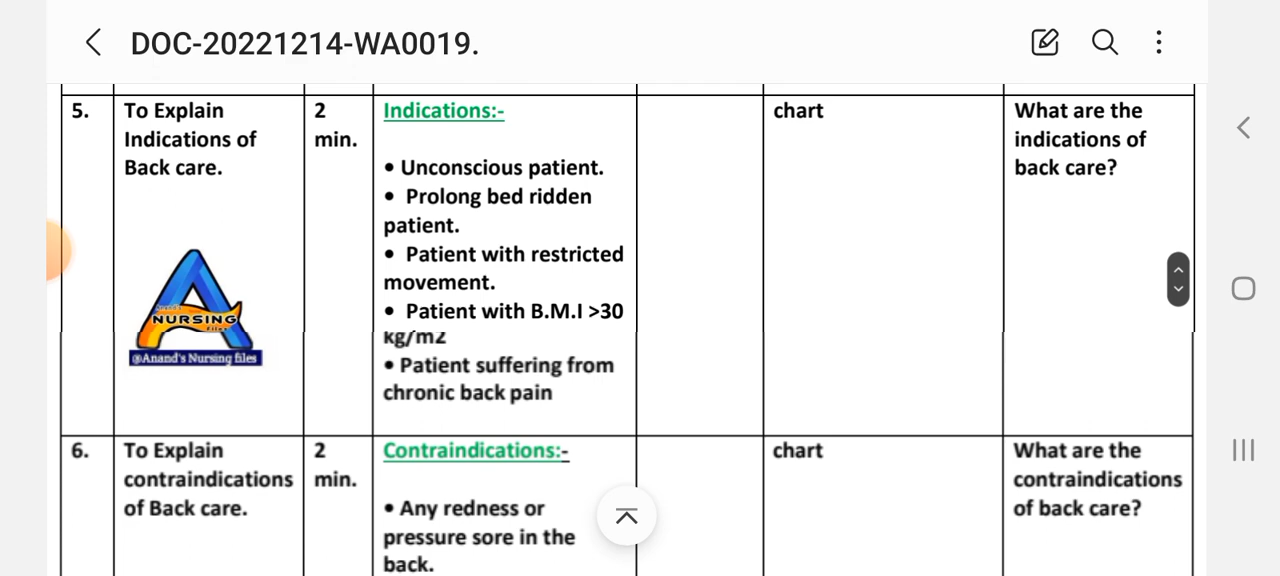 DOC-20221214-WA0019.
5.
To Explain
Indications of
Back care.
2
min.
Indications:-
• Unconscious patient.
• Prolong bed ridden
patient.
• Patient with restricted
movement.
• Patient with B.M.I >30
kg/m2
• Patient suffering from
chronic back pain
chart
What are the
indications of
back care?
Anand's
NURSING
Files
@Anand's Nursing files
6.
To Explain
contraindications
of Back care.
2
min.
Contraindications:-
• Any redness or
pressure sore in the
back.
chart
What are the
contraindications
of back care?